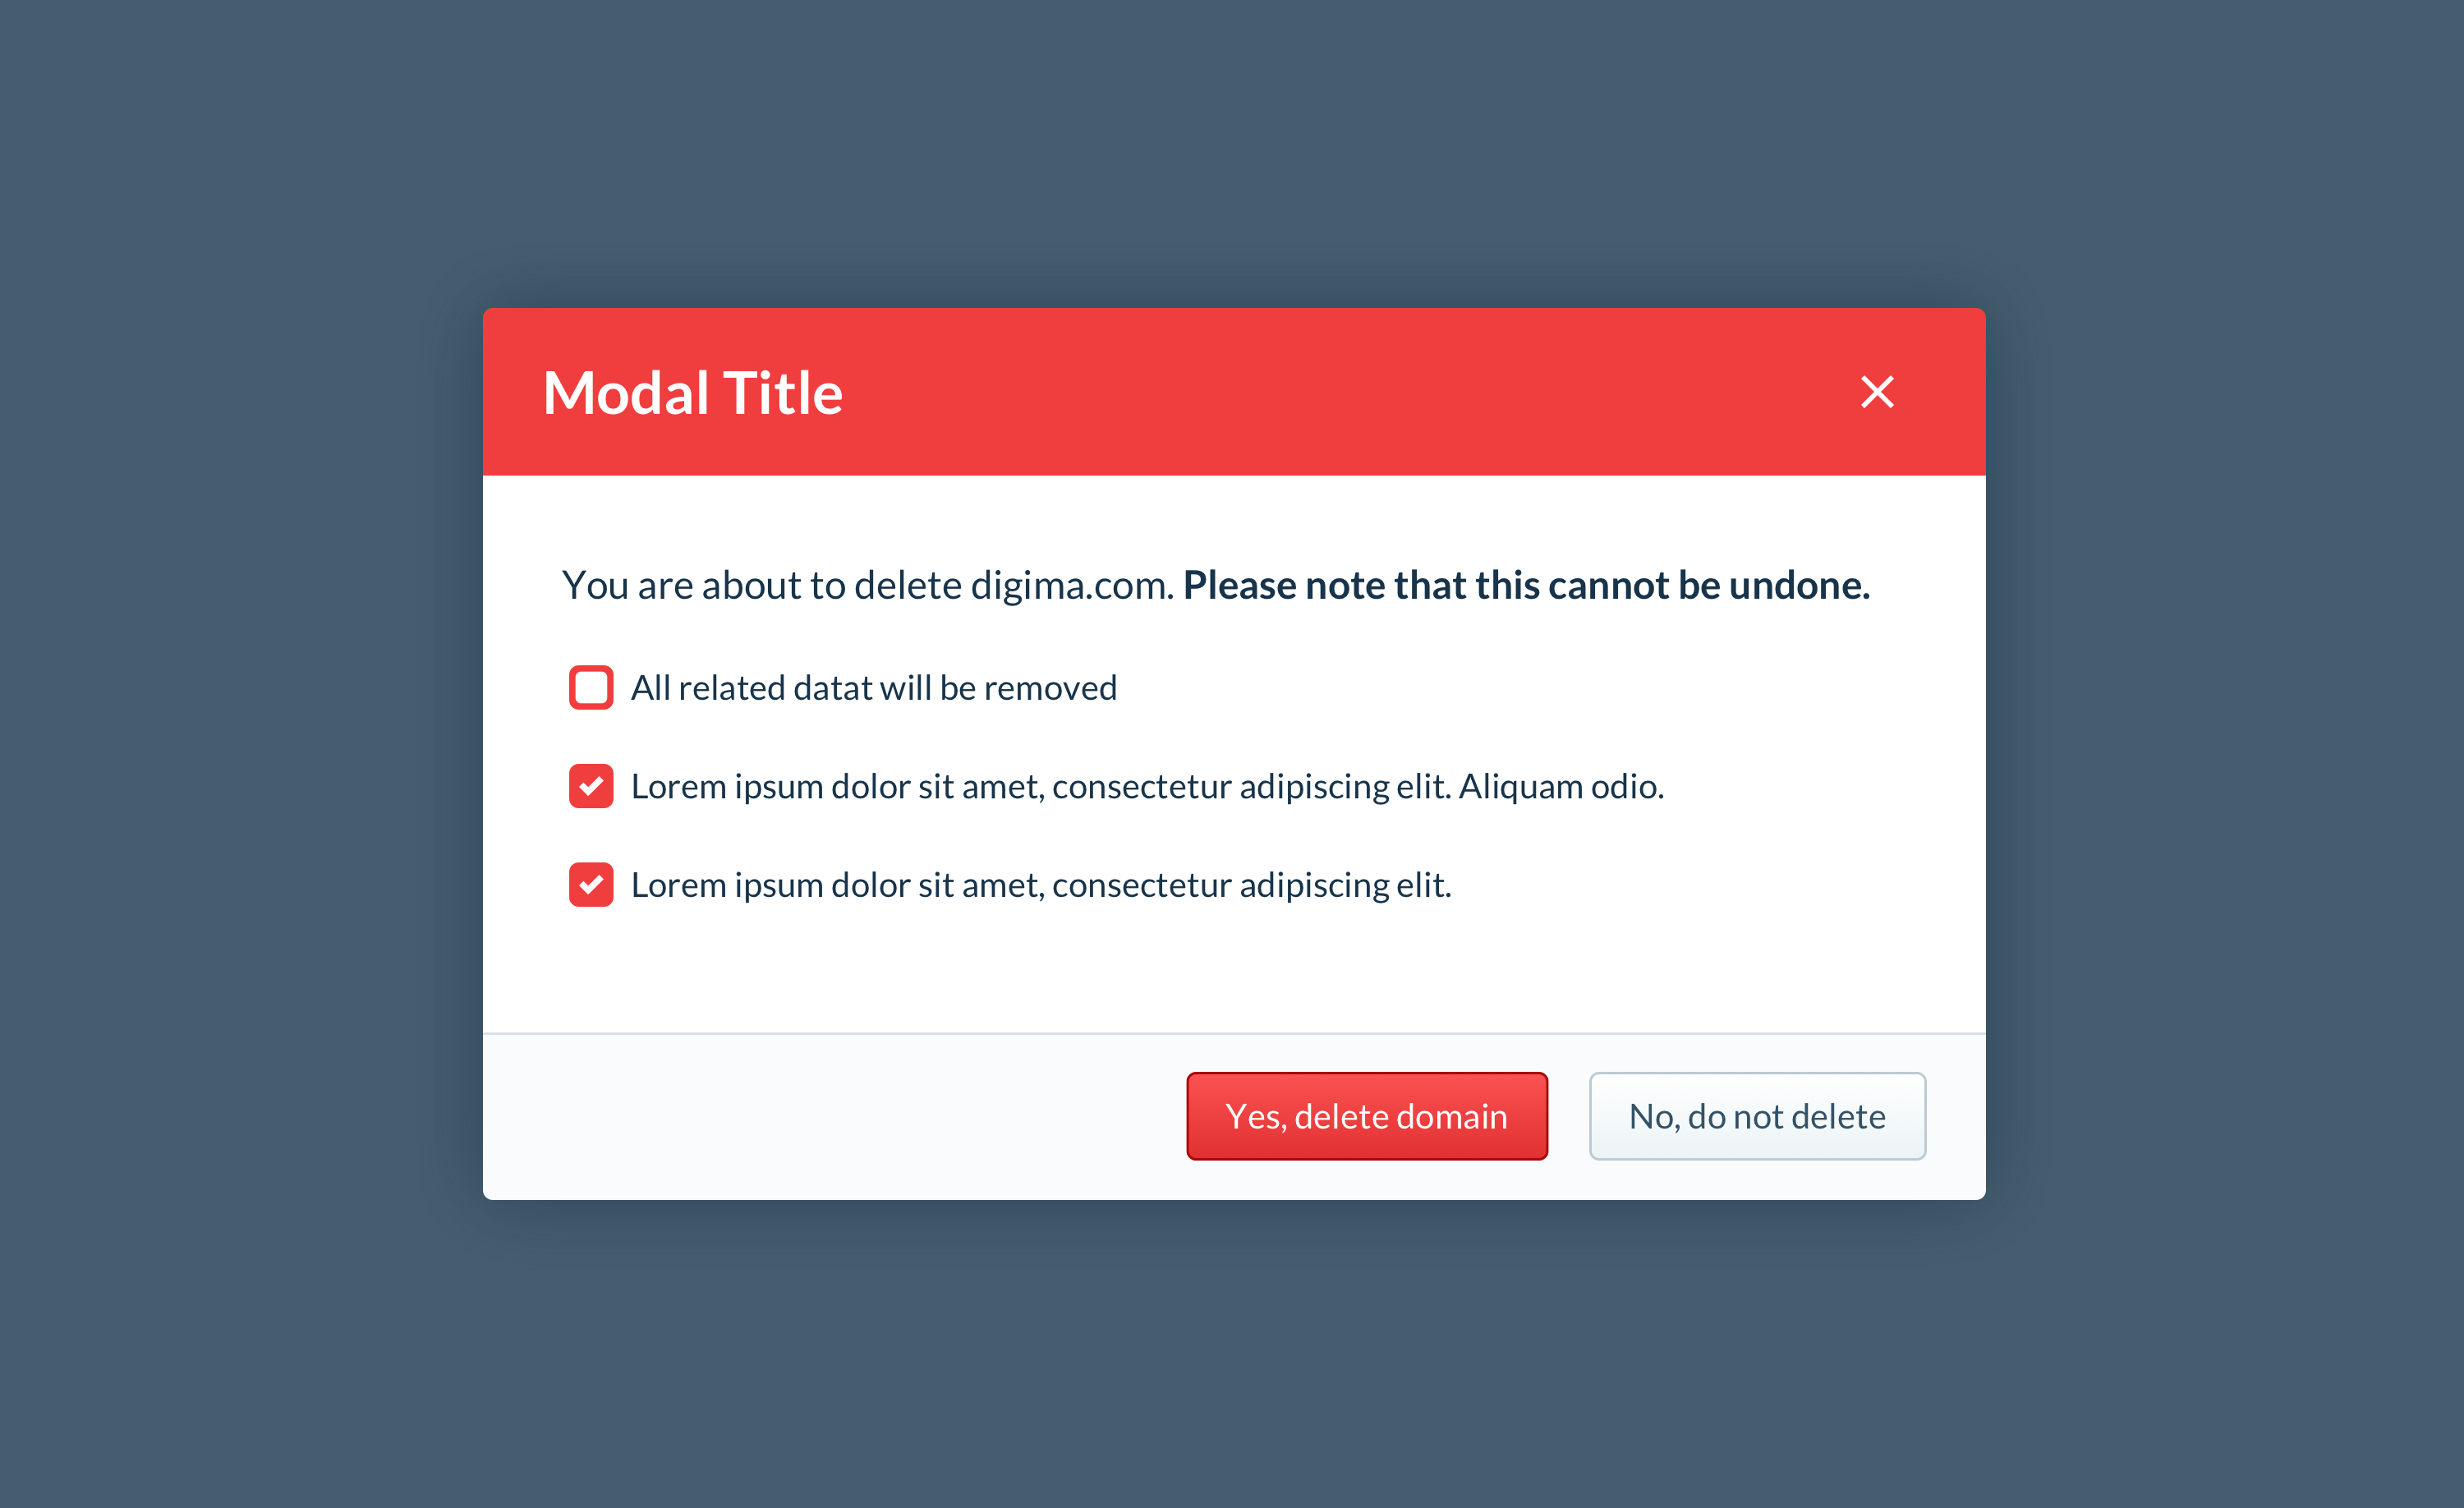 Modal Title
You are about to delete digima.com. Please note that this cannot be undone.
All related datat will be removed
Lorem ipsum dolor sit amet, consectetur adipiscing elit. Aliquam odio.
Lorem ipsum dolor sit amet, consectetur adipiscing elit.
Yes, delete domain
No, do not delete